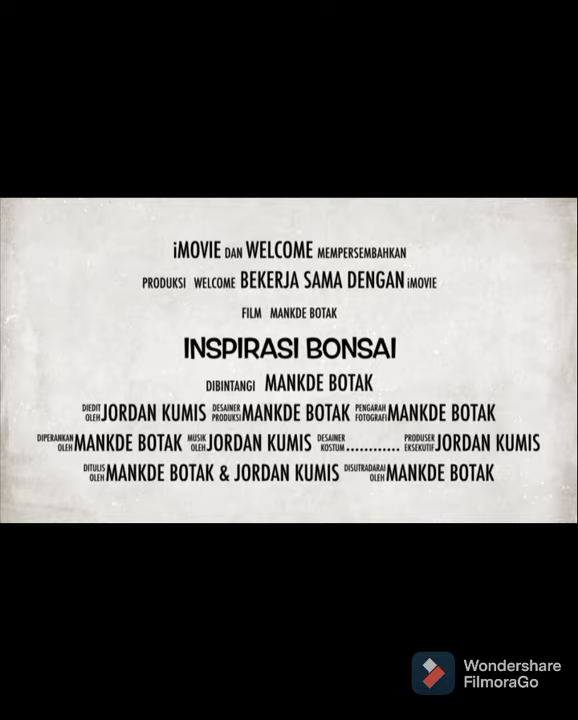 iMOVIE DAN WELCOME MEMPERSEMBAHKAN
PRODUKSI WELCOME BEKERJA SAMA DENGAN iMOVIE
FILM MANKDE BOTAK
INSPIRASI BONSAI
DIBINTANGI MANKDE BOTAK
DIEDIT OLEH JORDAN KUMIS DESAINER PRODUKSI MANKDE BOTAK PENGARAH FOTOGRAFI MANKDE BOTAK
DIPERANKAN OLEH MANKDE BOTAK MUSIK OLEH JORDAN KUMIS DESAINER KOSTUM ............ PRODUSER EKSEKUTIF JORDAN KUMIS
DITULIS OLEH MANKDE BOTAK & JORDAN KUMIS DISUTRADARAI OLEH MANKDE BOTAK
Wondershare
FilmoraGo